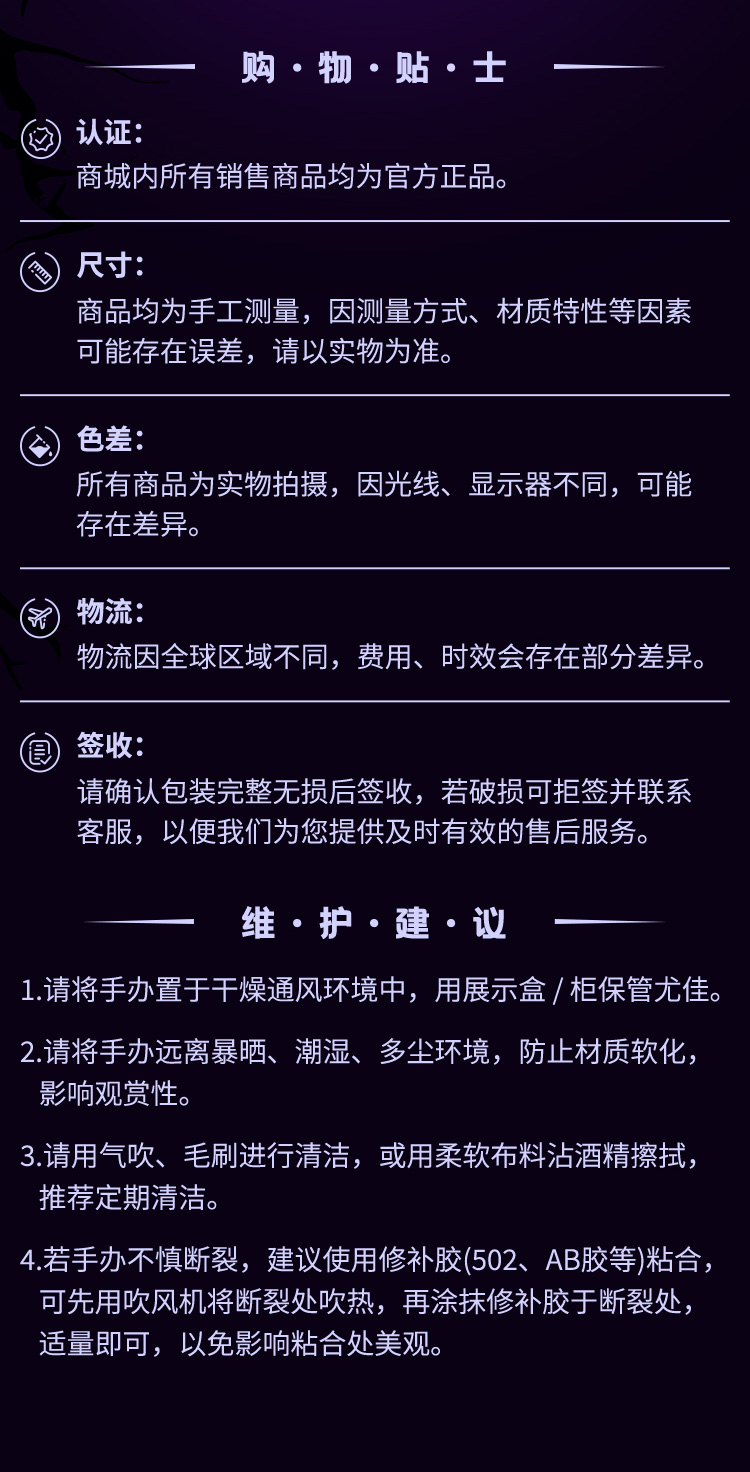 购·物·贴·士
认证：
商城内所有销售商品均为官方正品。
尺寸：
商品均为手工测量，因测量方式、材质特性等因素
可能存在误差，请以实物为准。
色差：
所有商品为实物拍摄，因光线、显示器不同，可能
存在差异。
物流：
物流因全球区域不同，费用、时效会存在部分差异。
签收：
请确认包装完整无损后签收，若破损可拒签并联系
客服，以便我们为您提供及时有效的售后服务。
维·护·建·议
1.请将手办置于干燥通风环境中，用展示盒 / 柜保管尤佳。
2.请将手办远离暴晒、潮湿、多尘环境，防止材质软化，
影响观赏性。
3.请用气吹、毛刷进行清洁，或用柔软布料沾酒精擦拭，
推荐定期清洁。
4.若手办不慎断裂，建议使用修补胶(502、AB胶等)粘合，
可先用吹风机将断裂处吹热，再涂抹修补胶于断裂处，
适量即可，以免影响粘合处美观。